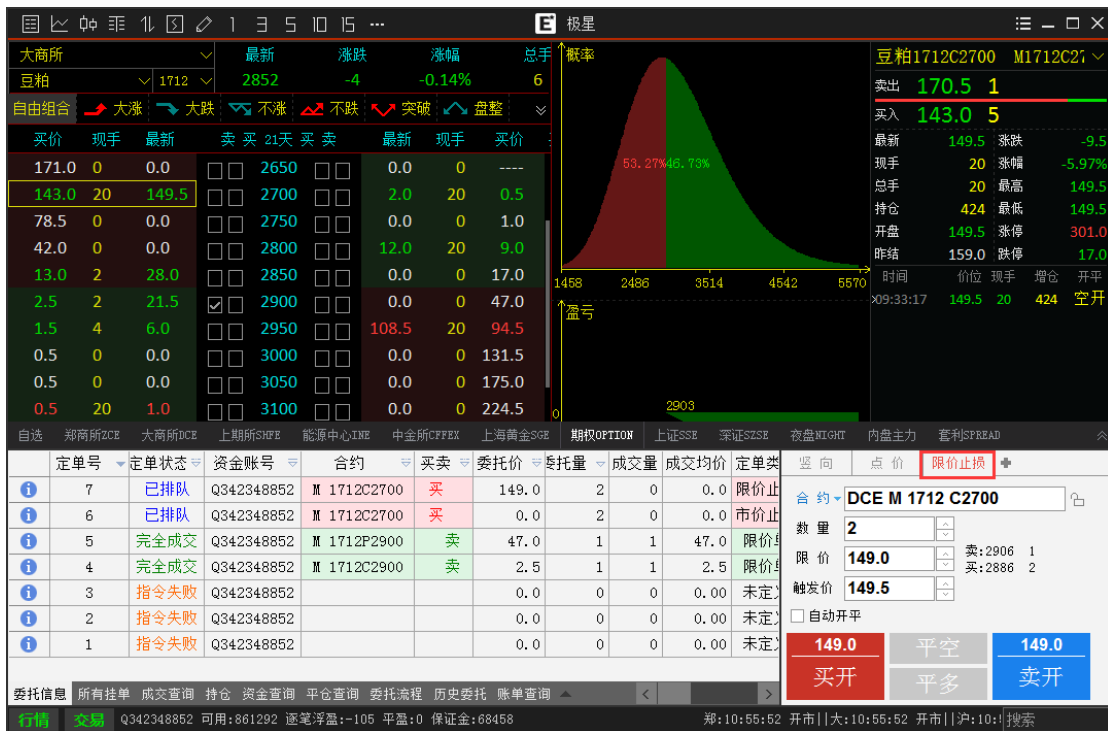 1 3 5 10 15 ... E 极星
大商所 最新 涨跌 涨幅 总手
豆粕 1712 2852 -4 -0.14% 6
自由组合 大涨 大跌 不涨 不跌 突破 盘整
买价 现手 最新 卖 买 21天 买 卖 最新 现手 买价
171.0 0 0.0 2650 0.0 0 ----
143.0 20 149.5 2700 2.0 20 0.5
78.5 0 0.0 2750 0.0 0 1.0
42.0 0 0.0 2800 12.0 20 9.0
13.0 2 28.0 2850 0.0 0 17.0
2.5 2 21.5 2900 0.0 0 47.0
1.5 4 6.0 2950 108.5 20 94.5
0.5 0 0.0 3000 0.0 0 131.5
0.5 0 0.0 3050 0.0 0 175.0
0.5 20 1.0 3100 0.0 0 224.5
概率
53.27% 46.73%
1458 2486 3514 4542 5570
盈亏
2903
0
豆粕1712C2700 M1712C27
卖出 170.5 1
买入 143.0 5
最新 149.5 涨跌 -9.5
现手 20 涨幅 -5.97%
总手 20 最高 149.5
持仓 424 最低 149.5
开盘 149.5 涨停 301.0
昨结 159.0 跌停 17.0
时间 价位 现手 增仓 开平
09:33:17 149.5 20 424 空开
自选 郑商所ZCE 大商所DCE 上期所SHFE 能源中心INE 中金所CFFEX 上海黄金SGE 期权OPTION 上证SSE 深证SZSE 夜盘NIGHT 内盘主力 套利SPREAD
定单号 定单状态 资金账号 合约 买卖 委托价 委托量 成交量 成交均价 定单类
7 已排队 Q342348852 M 1712C2700 买 149.0 2 0 0.0 限价止
6 已排队 Q342348852 M 1712C2700 买 0.0 2 0 0.0 市价止
5 完全成交 Q342348852 M 1712P2900 卖 47.0 1 1 47.0 限价
4 完全成交 Q342348852 M 1712C2900 卖 2.5 1 1 2.5 限价
3 指令失败 Q342348852 0.0 0 0 0.00 未定
2 指令失败 Q342348852 0.0 0 0 0.00 未定
1 指令失败 Q342348852 0.0 0 0 0.00 未定
委托信息 所有挂单 成交查询 持仓 资金查询 平仓查询 委托流程 历史委托 账单查询
竖向 点价 限价止损
合约 DCE M 1712 C2700
数量 2
限价 149.0 卖:2906 1
买:2886 2
触发价 149.5
自动开平
149.0 平空 149.0
买开 平多 卖开
行情 交易 Q342348852 可用:861292 逐笔浮盈:-105 平盈:0 保证金:68458 郑:10:55:52 开市||大:10:55:52 开市||沪:10: 搜索